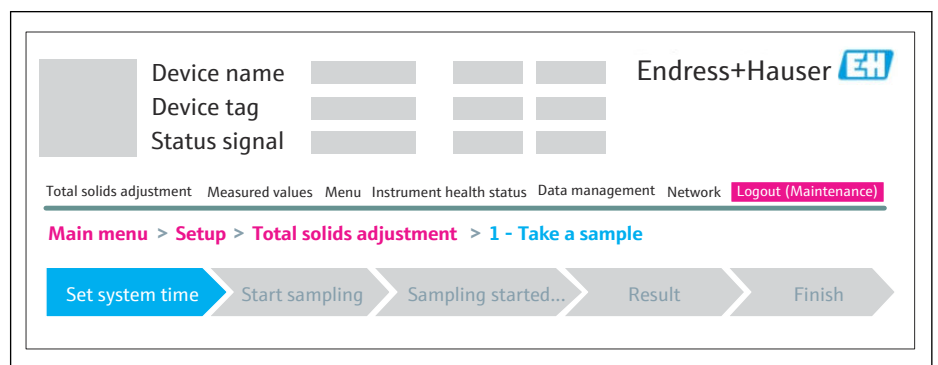 Device name
Endress+Hauser EH
Device tag
Status signal
Total solids adjustment Measured values Menu Instrument health status Data management Network Logout (Maintenance)
Main menu > Setup > Total solids adjustment > 1 - Take a sample
Set system time Start sampling Sampling started... Result Finish